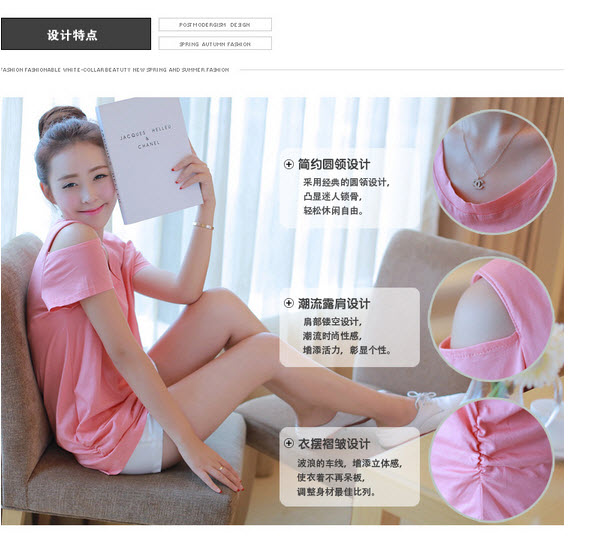 设计特点
POSTMODERGISM DESIGN
SPRING AUTUMN FASHION
FASHION FASHIONABLE WHITE-COLLAR BEATUTY NEW SPRING AND SUMMER FASHION
JACQUES HELLEU
&
CHANEL
简约圆领设计
采用经典的圆领设计,
凸显迷人锁骨,
轻松休闲自由。
潮流露肩设计
肩部镂空设计,
潮流时尚性感,
增添活力, 彰显个性。
衣摆褶皱设计
波浪的车线, 增添立体感,
使衣着不再呆板,
调整身材最佳比列。